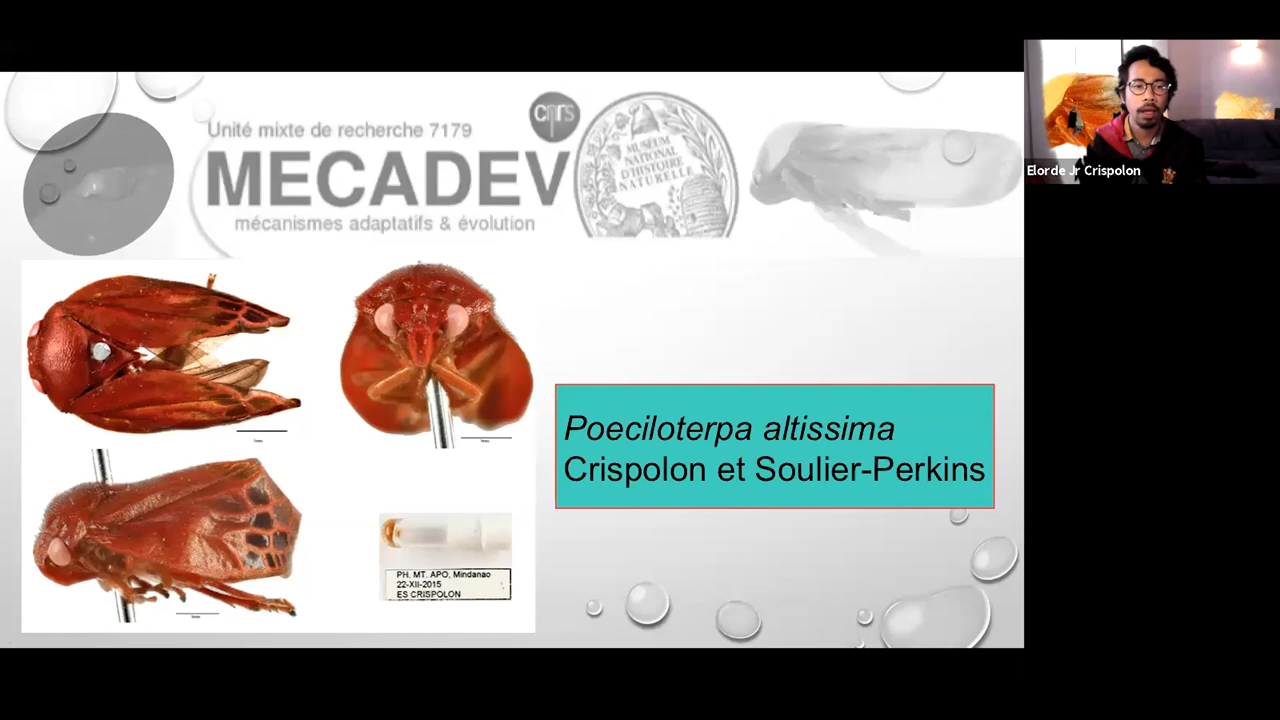 Unité mixte de recherche 7179
cnrs
MECADEV
mécanismes adaptatifs & évolution
MUSEUM
NATIONAL
D'HISTOIRE
NATURELLE
Elorde Jr Crispolon
Poeciloterpa altissima
Crispolon et Soulier-Perkins
PH. MT. APO, Mindanao
22-XII-2015
ES CRISPOLON